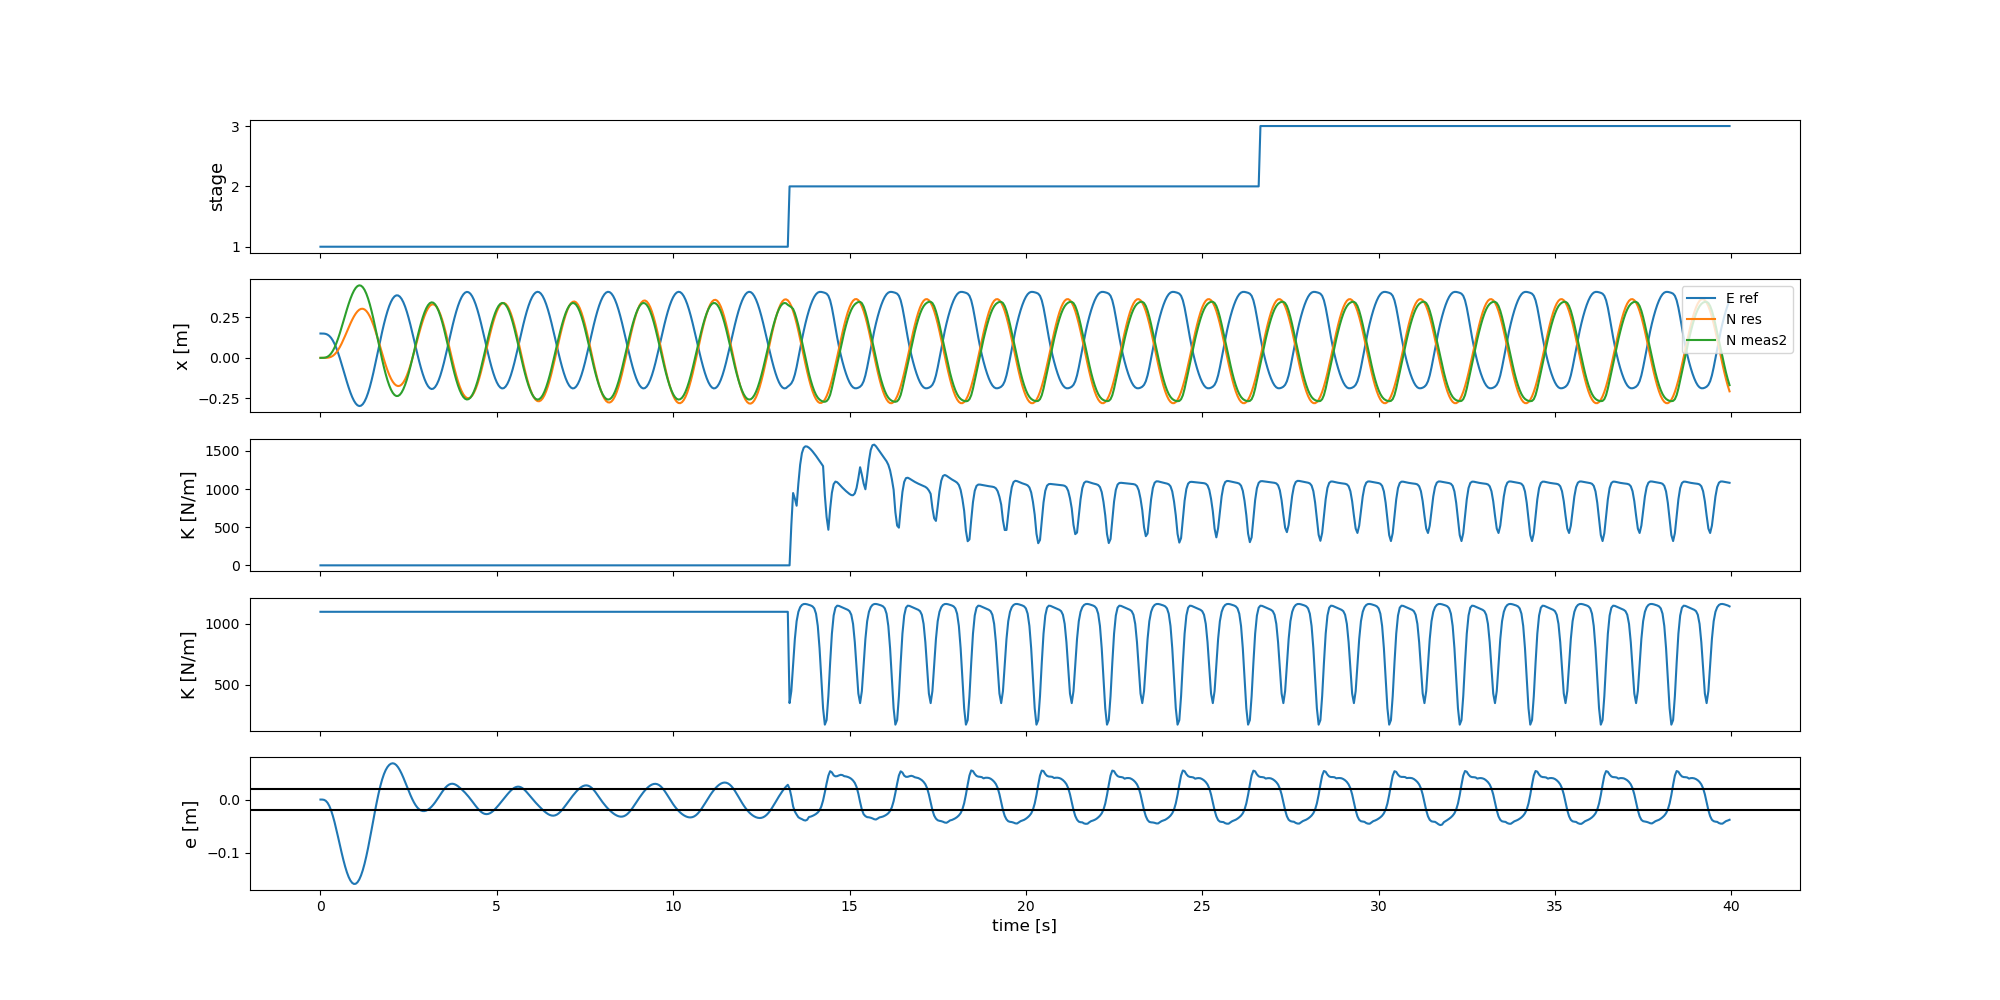 stage
3
2
1
x [m]
0.25
0.00
−0.25
E ref
N res
N meas2
K [N/m]
1500
1000
500
0
K [N/m]
1000
500
e [m]
0.0
−0.1
0 5 10 15 20 25 30 35 40
time [s]